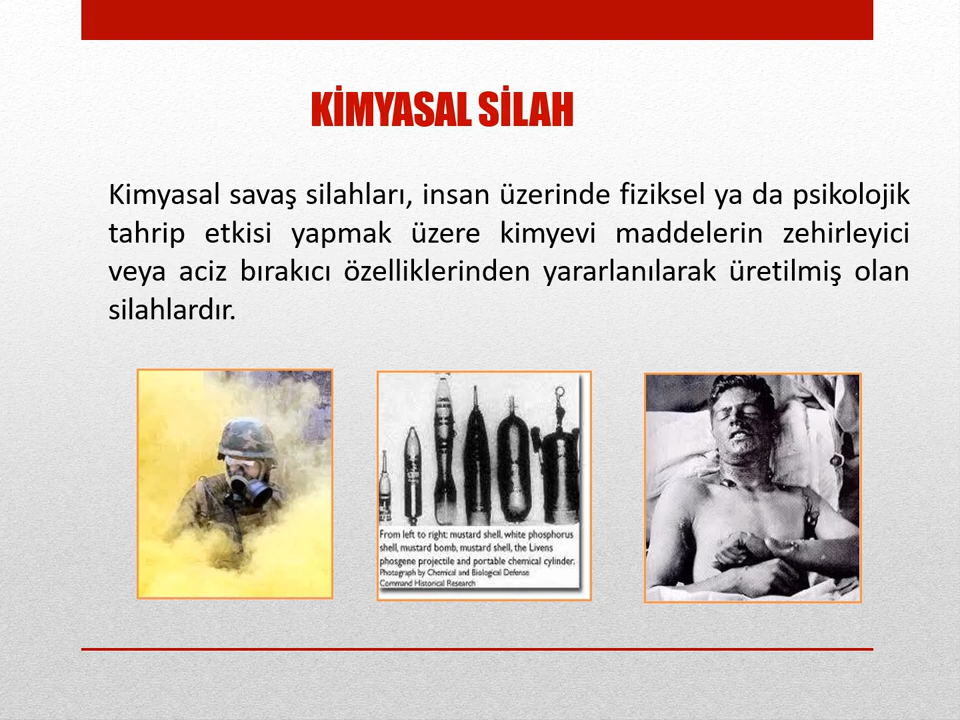 KİMYASAL SİLAH
Kimyasal savaş silahları, insan üzerinde fiziksel ya da psikolojik
tahrip etkisi yapmak üzere kimyevi maddelerin zehirleyici
veya aciz bırakıcı özelliklerinden yararlanılarak üretilmiş olan
silahlardır.
From left to right: mustard shell, white phosphorus
shell, mustard bomb, mustard shell, the Livens
phosgene projectile and portable chemical cylinder.
Photograph by Chemical and Biological Defense
Command Historical Research